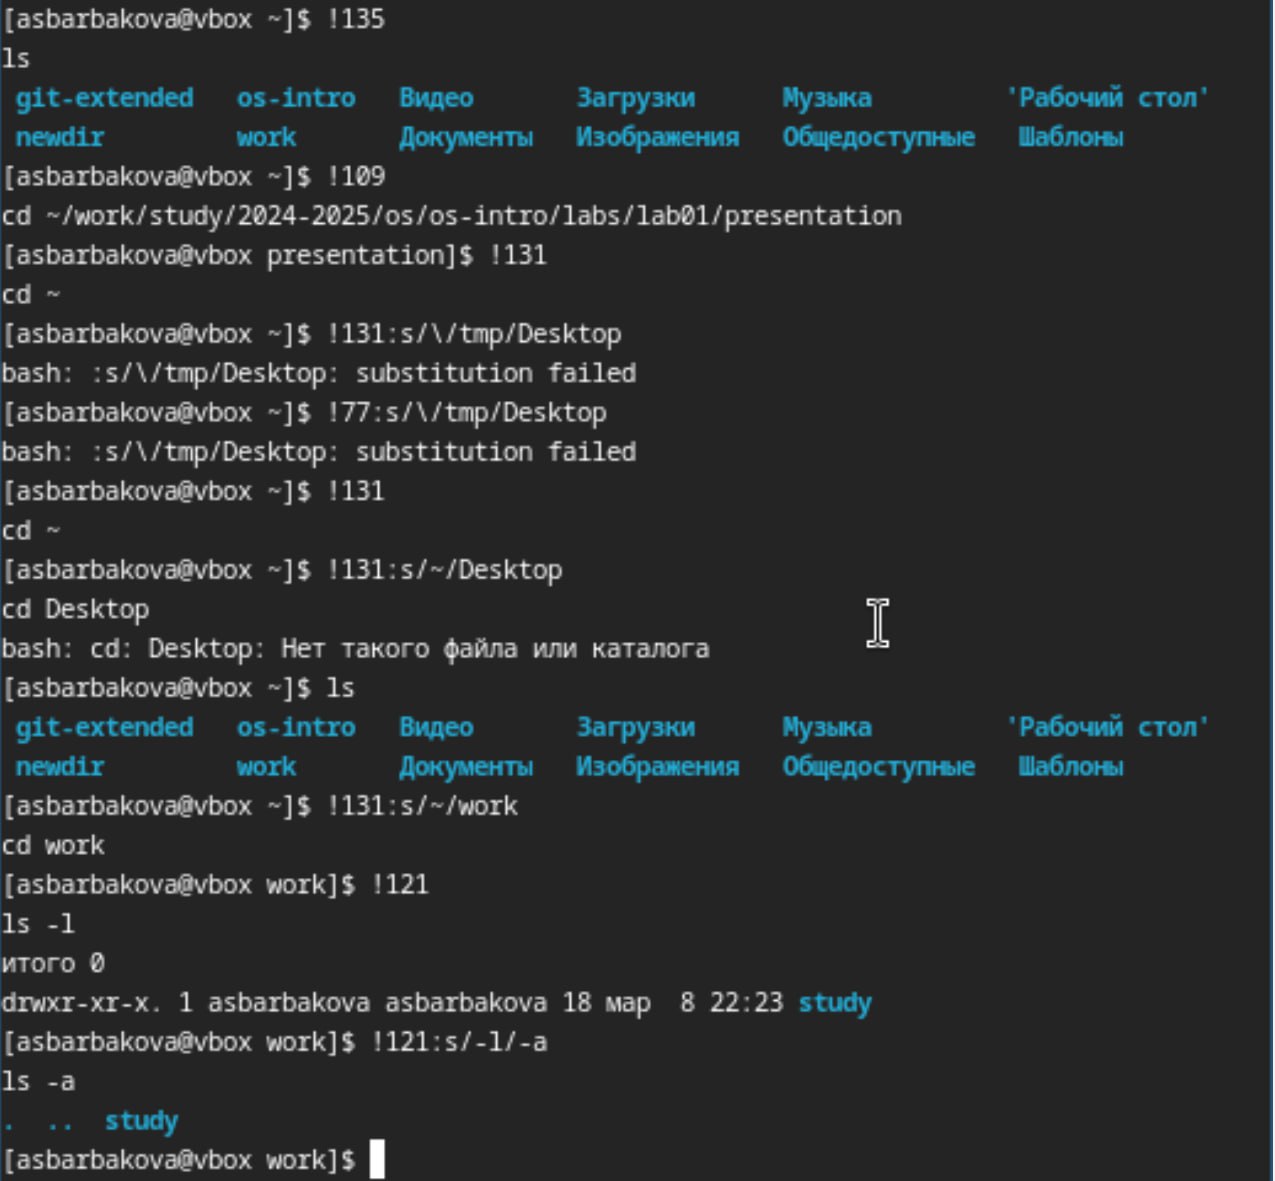 [asbarbakova@vbox ~]$ !135
ls
git-extended os-intro Видео Загрузки Музыка 'Рабочий стол'
newdir work Документы Изображения Общедоступные Шаблоны
[asbarbakova@vbox ~]$ !109
cd ~/work/study/2024-2025/os/os-intro/labs/lab01/presentation
[asbarbakova@vbox presentation]$ !131
cd ~
[asbarbakova@vbox ~]$ !131:s/\/tmp/Desktop
bash: :s/\/tmp/Desktop: substitution failed
[asbarbakova@vbox ~]$ !77:s/\/tmp/Desktop
bash: :s/\/tmp/Desktop: substitution failed
[asbarbakova@vbox ~]$ !131
cd ~
[asbarbakova@vbox ~]$ !131:s/~/Desktop
cd Desktop
bash: cd: Desktop: Нет такого файла или каталога
[asbarbakova@vbox ~]$ ls
git-extended os-intro Видео Загрузки Музыка 'Рабочий стол'
newdir work Документы Изображения Общедоступные Шаблоны
[asbarbakova@vbox ~]$ !131:s/~/work
cd work
[asbarbakova@vbox work]$ !121
ls -l
итого 0
drwxr-xr-x. 1 asbarbakova asbarbakova 18 мар  8 22:23 study
[asbarbakova@vbox work]$ !121:s/-l/-a
ls -a
. .. study
[asbarbakova@vbox work]$